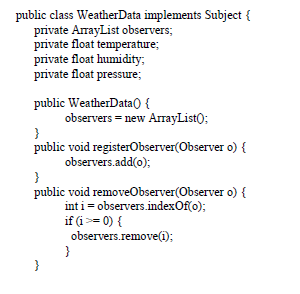 public class WeatherData implements Subject {
private ArrayList observers;
private float temperature;
private float humidity;
private float pressure;
public WeatherData() {
observers = new ArrayList();
}
public void registerObserver(Observer o) {
observers.add(o);
}
public void removeObserver(Observer o) {
int i = observers.indexOf(o);
if (i >= 0) {
observers.remove(i);
}
}